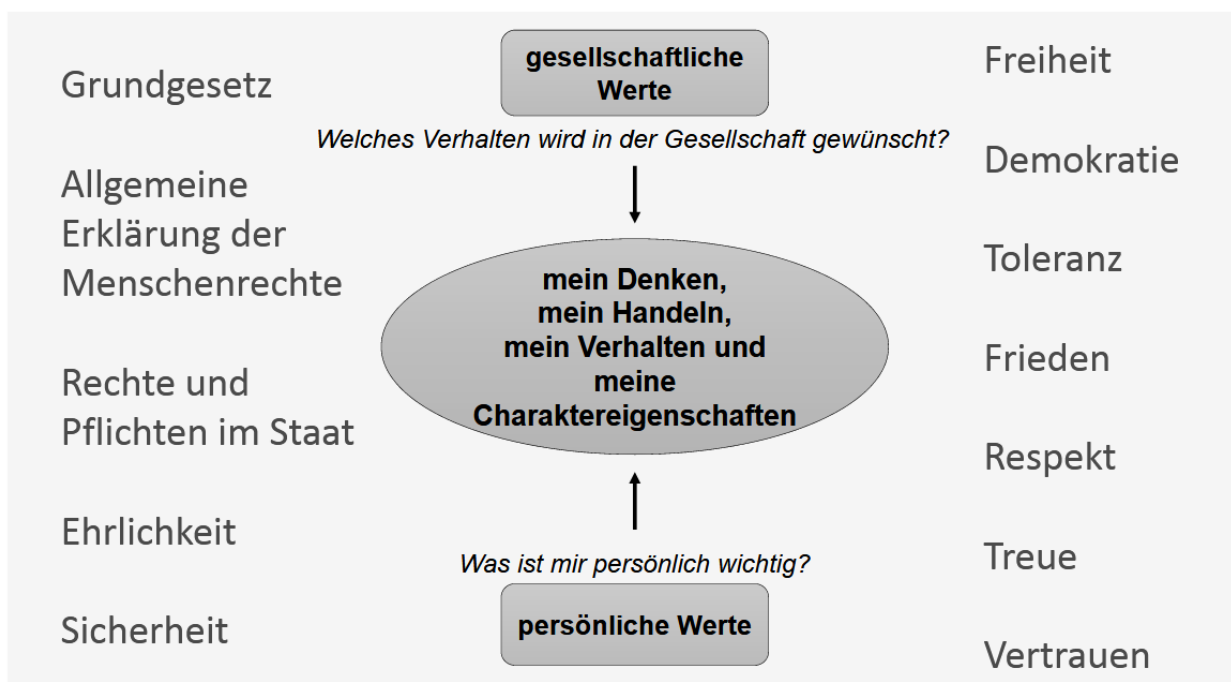 Grundgesetz
Allgemeine
Erklärung der
Menschenrechte
Rechte und
Pflichten im Staat
Ehrlichkeit
Sicherheit
gesellschaftliche
Werte
Welches Verhalten wird in der Gesellschaft gewünscht?
mein Denken,
mein Handeln,
mein Verhalten und
meine
Charaktereigenschaften
Was ist mir persönlich wichtig?
persönliche Werte
Freiheit
Demokratie
Toleranz
Frieden
Respekt
Treue
Vertrauen